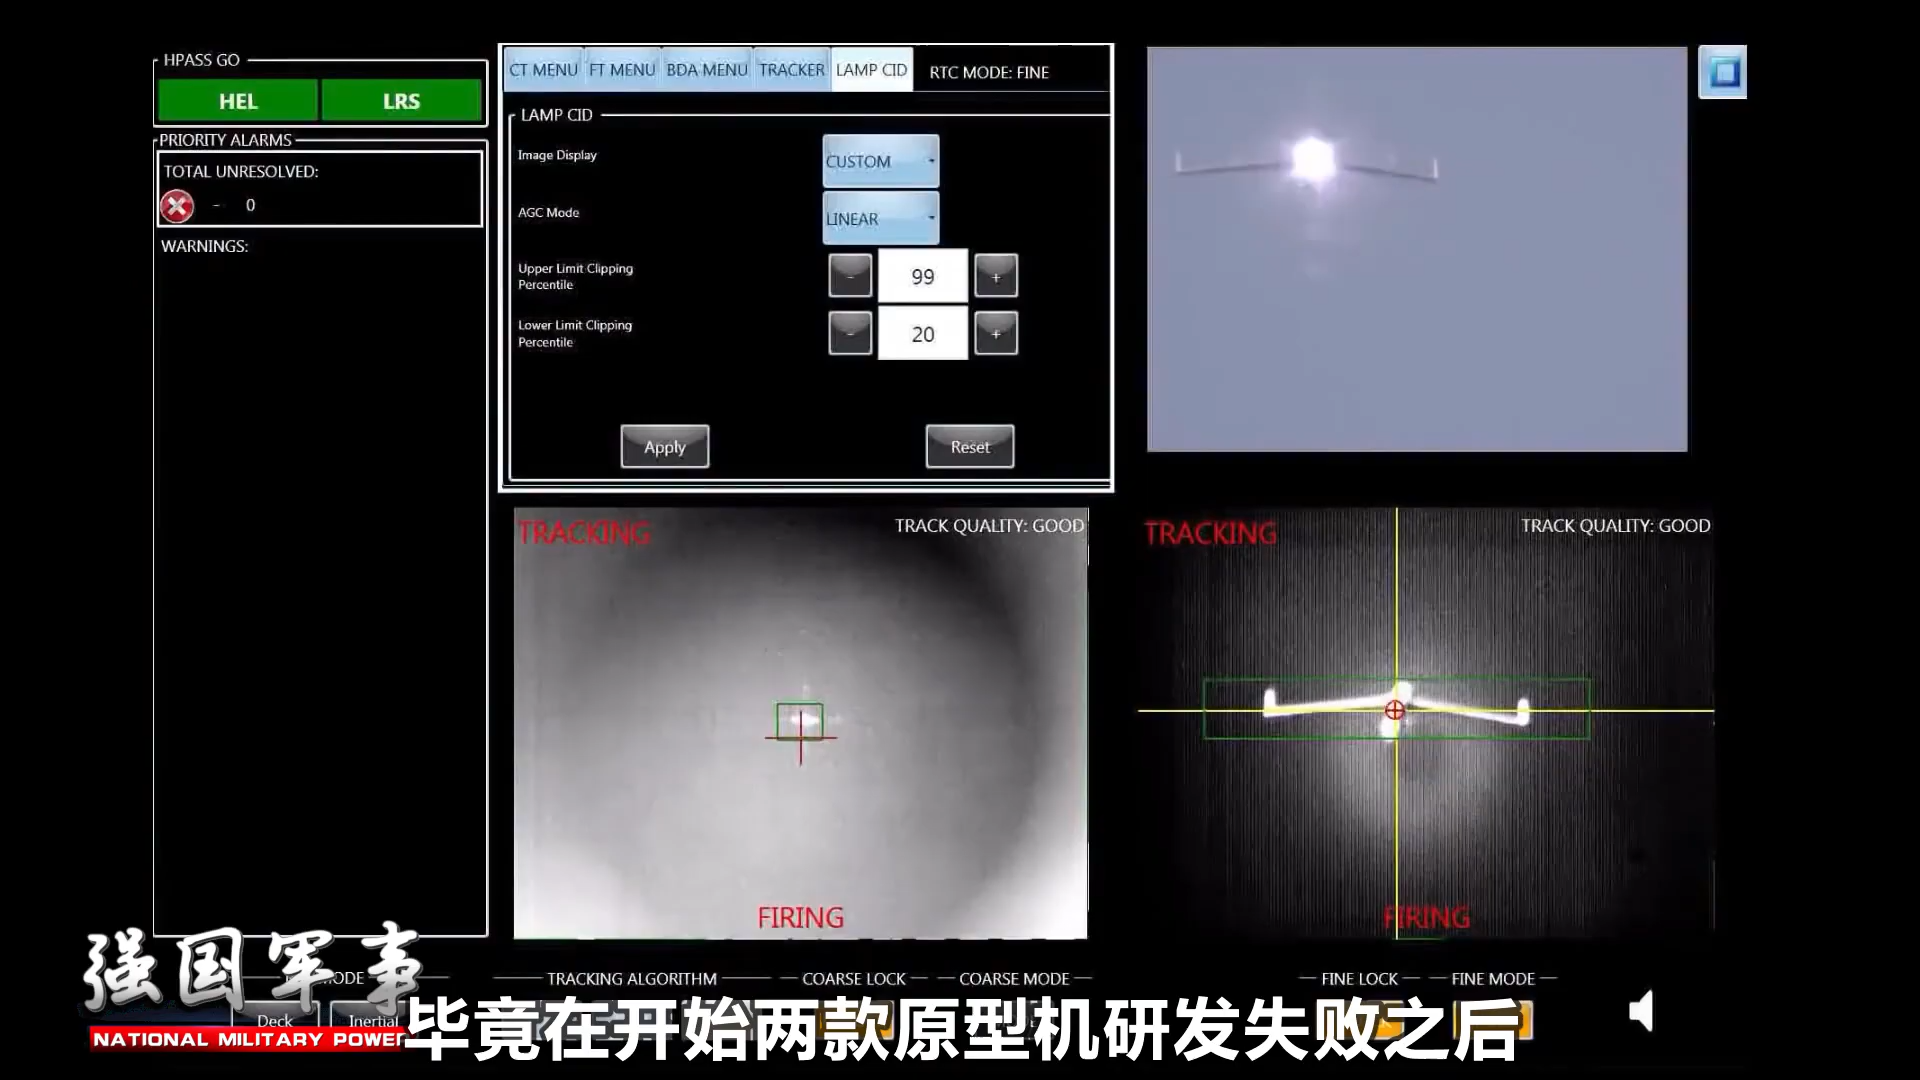 HPASS GO
HEL
LRS
PRIORITY ALARMS
TOTAL UNRESOLVED:
- 0
WARNINGS:
CT MENU
FT MENU
BDA MENU
TRACKER
LAMP CID
RTC MODE: FINE
LAMP CID
Image Display
CUSTOM
AGC Mode
LINEAR
Upper Limit Clipping
Percentile
-
99
+
Lower Limit Clipping
Percentile
-
20
+
Apply
Reset
TRACKING
TRACK QUALITY: GOOD
FIRING
TRACKING
TRACK QUALITY: GOOD
FIRING
TRACKING ALGORITHM
COARSE LOCK
COARSE MODE
FINE LOCK
FINE MODE
Deck
Inertial
强国军事
NATIONAL MILITARY POWER
毕竟在开始两款原型机研发失败之后